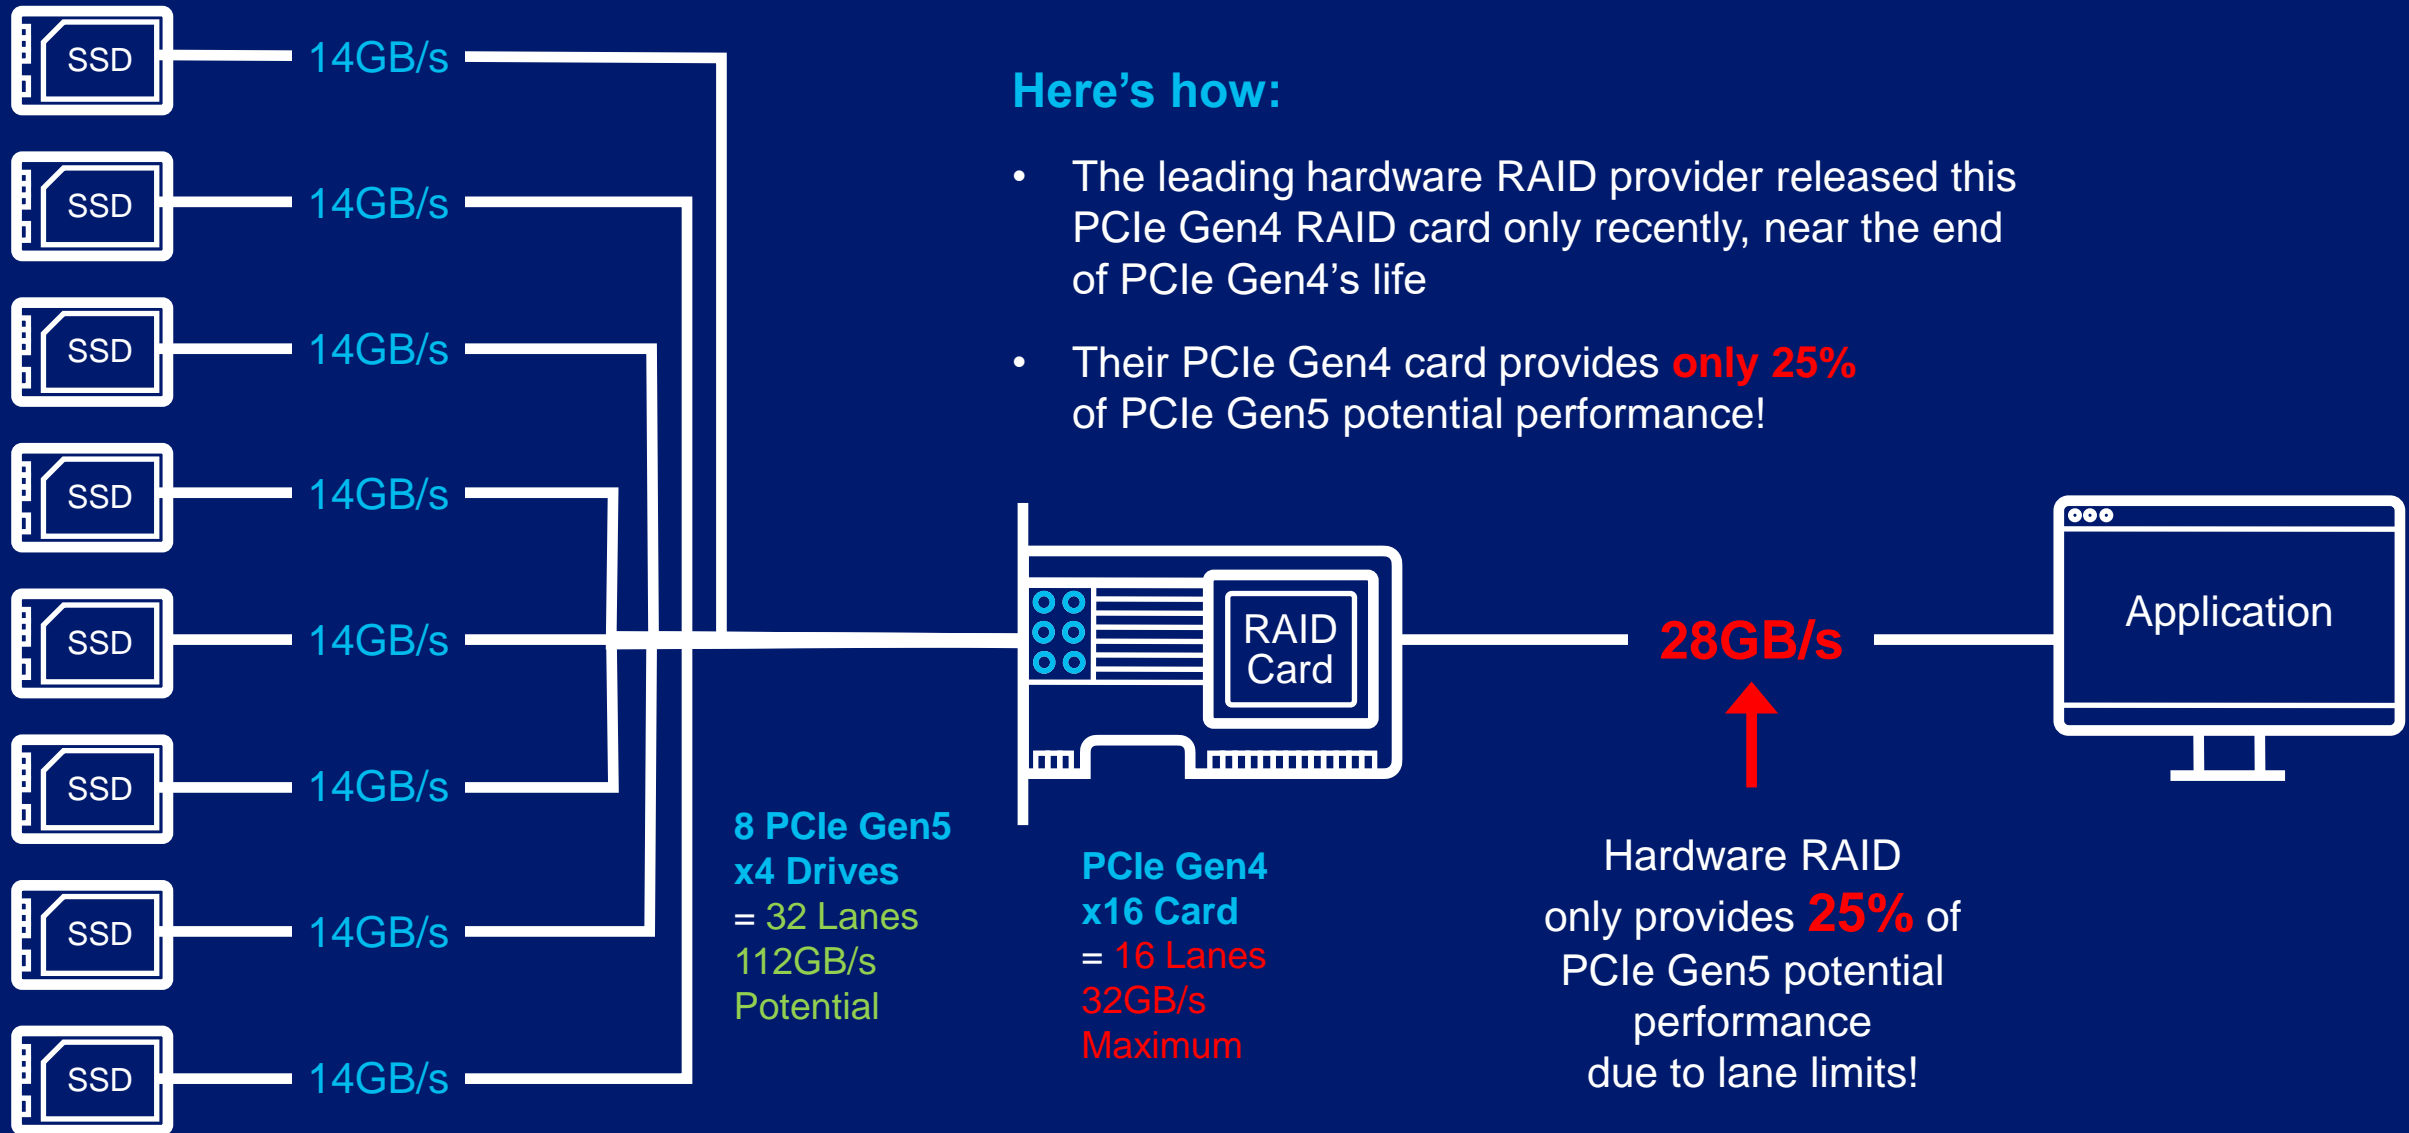 SSD 14GB/s
SSD 14GB/s
SSD 14GB/s
SSD 14GB/s
SSD 14GB/s
SSD 14GB/s
SSD 14GB/s
SSD 14GB/s
Here’s how:
• The leading hardware RAID provider released this
PCIe Gen4 RAID card only recently, near the end
of PCIe Gen4’s life
• Their PCIe Gen4 card provides only 25%
of PCIe Gen5 potential performance!
8 PCIe Gen5
x4 Drives
= 32 Lanes
112GB/s
Potential
RAID
Card
PCIe Gen4
x16 Card
= 16 Lanes
32GB/s
Maximum
28GB/s
Hardware RAID
only provides 25% of
PCIe Gen5 potential
performance
due to lane limits!
Application